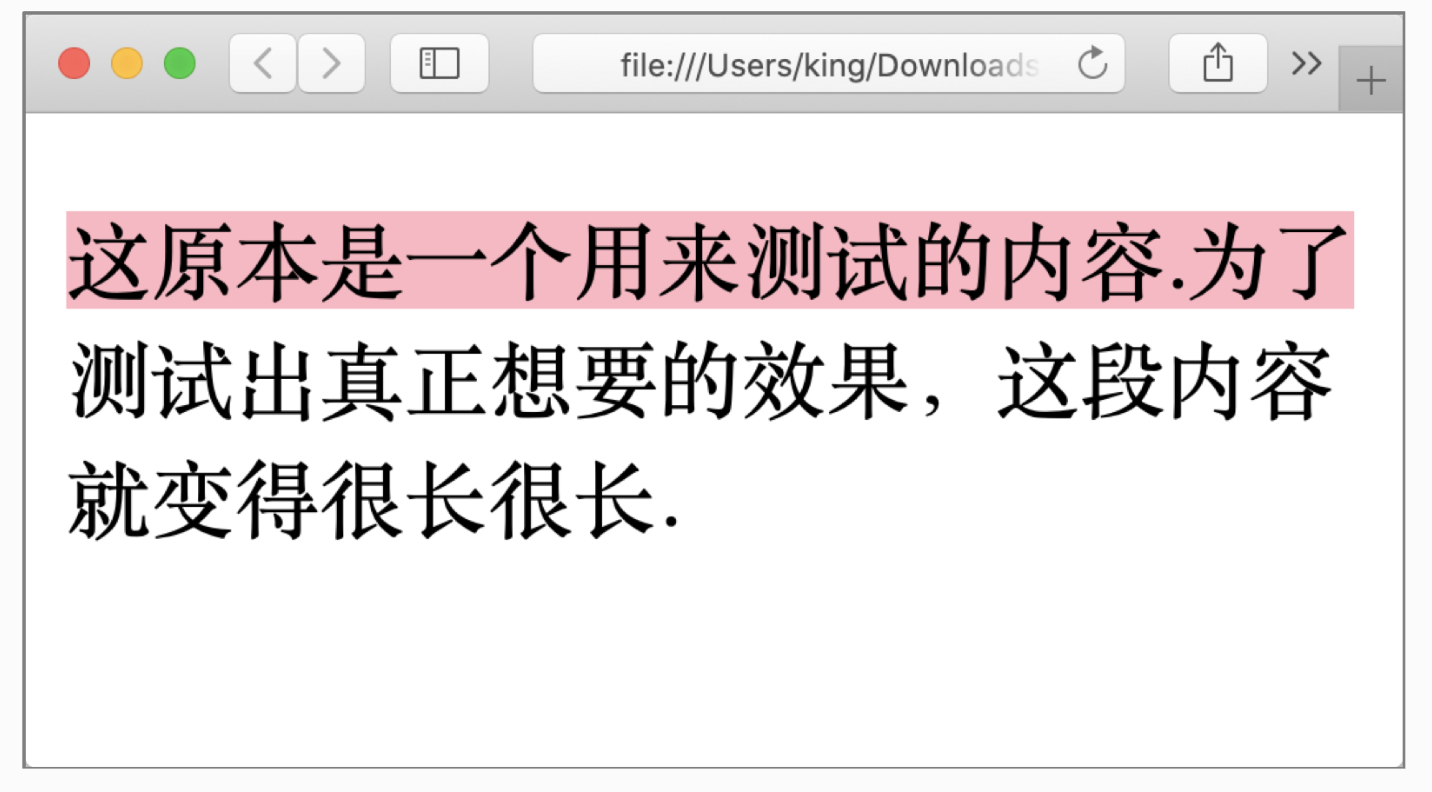 file:///Users/king/Downloads
这原本是一个用来测试的内容.为了
测试出真正想要的效果，这段内容
就变得很长很长.